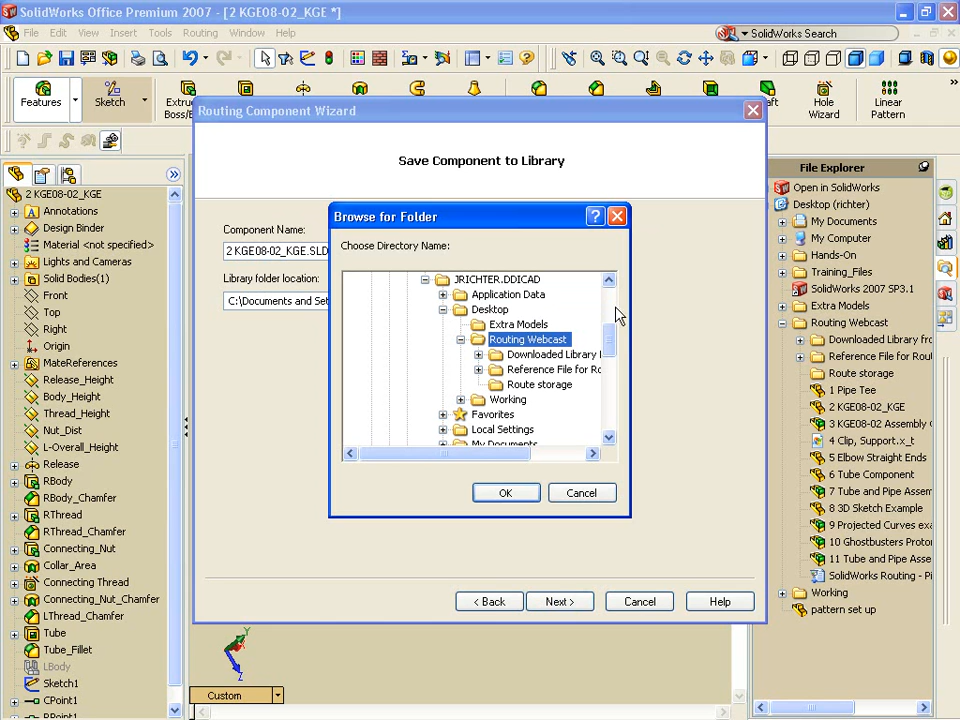 SolidWorks Office Premium 2007 - [2 KGE08-02_KGE *]
File Edit View Insert Tools Routing Window Help
SolidWorks Search
Features
Sketch
Extru
Boss/B
aft
Hole
Wizard
Linear
Pattern
2 KGE08-02_KGE
Annotations
Design Binder
Material <not specified>
Lights and Cameras
Solid Bodies(1)
Front
Top
Right
Origin
MateReferences
Release_Height
Body_Height
Thread_Height
Nut_Dist
L-Overall_Height
Release
RBody
RBody_Chamfer
RThread
RThread_Chamfer
Connecting_Nut
Collar_Area
Connecting Thread
Connecting_Nut_Chamfer
LThread_Chamfer
Tube
Tube_Fillet
LBody
Sketch1
CPoint1
RPoint1
Routing Component Wizard
Save Component to Library
Component Name:
2 KGE08-02_KGE.SLD
Library folder location:
C:\Documents and Set
Browse for Folder
Choose Directory Name:
JRICHTER.DDICAD
Application Data
Desktop
Extra Models
Routing Webcast
Downloaded Library f
Reference File for Ro
Route storage
Working
Favorites
Local Settings
My Documents
OK
Cancel
< Back
Next >
Cancel
Help
Y
Z
Custom
File Explorer
Open in SolidWorks
Desktop (richter)
My Documents
My Computer
Hands-On
Training_Files
SolidWorks 2007 SP3.1
Extra Models
Routing Webcast
Downloaded Library fron
Reference File for Rout
Route storage
1 Pipe Tee
2 KGE08-02_KGE
3 KGE08-02 Assembly
4 Clip, Support.x_t
5 Elbow Straight Ends
6 Tube Component
7 Tube and Pipe Assem
8 3D Sketch Example
9 Projected Curves exa
10 Ghostbusters Proton
11 Tube and Pipe Asse
SolidWorks Routing - Pi
Working
pattern set up